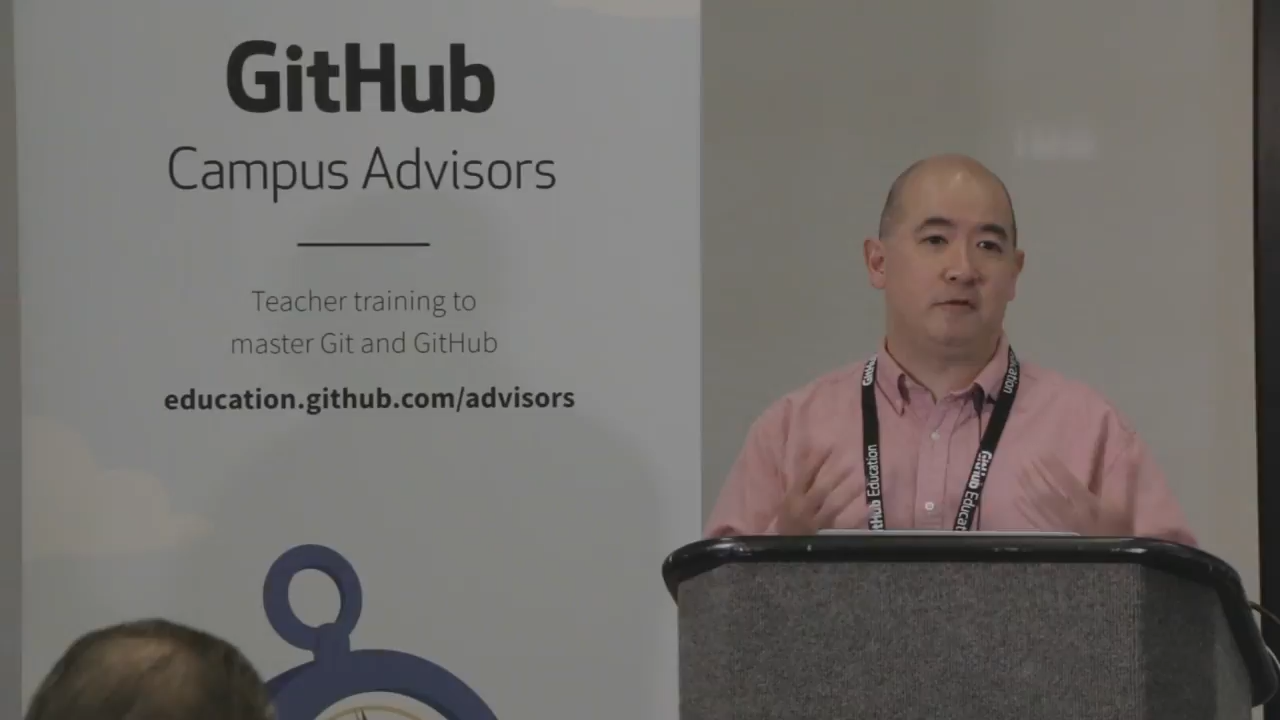 GitHub
Campus Advisors
Teacher training to
master Git and GitHub
education.github.com/advisors
GitHub Education
GitHub
Education